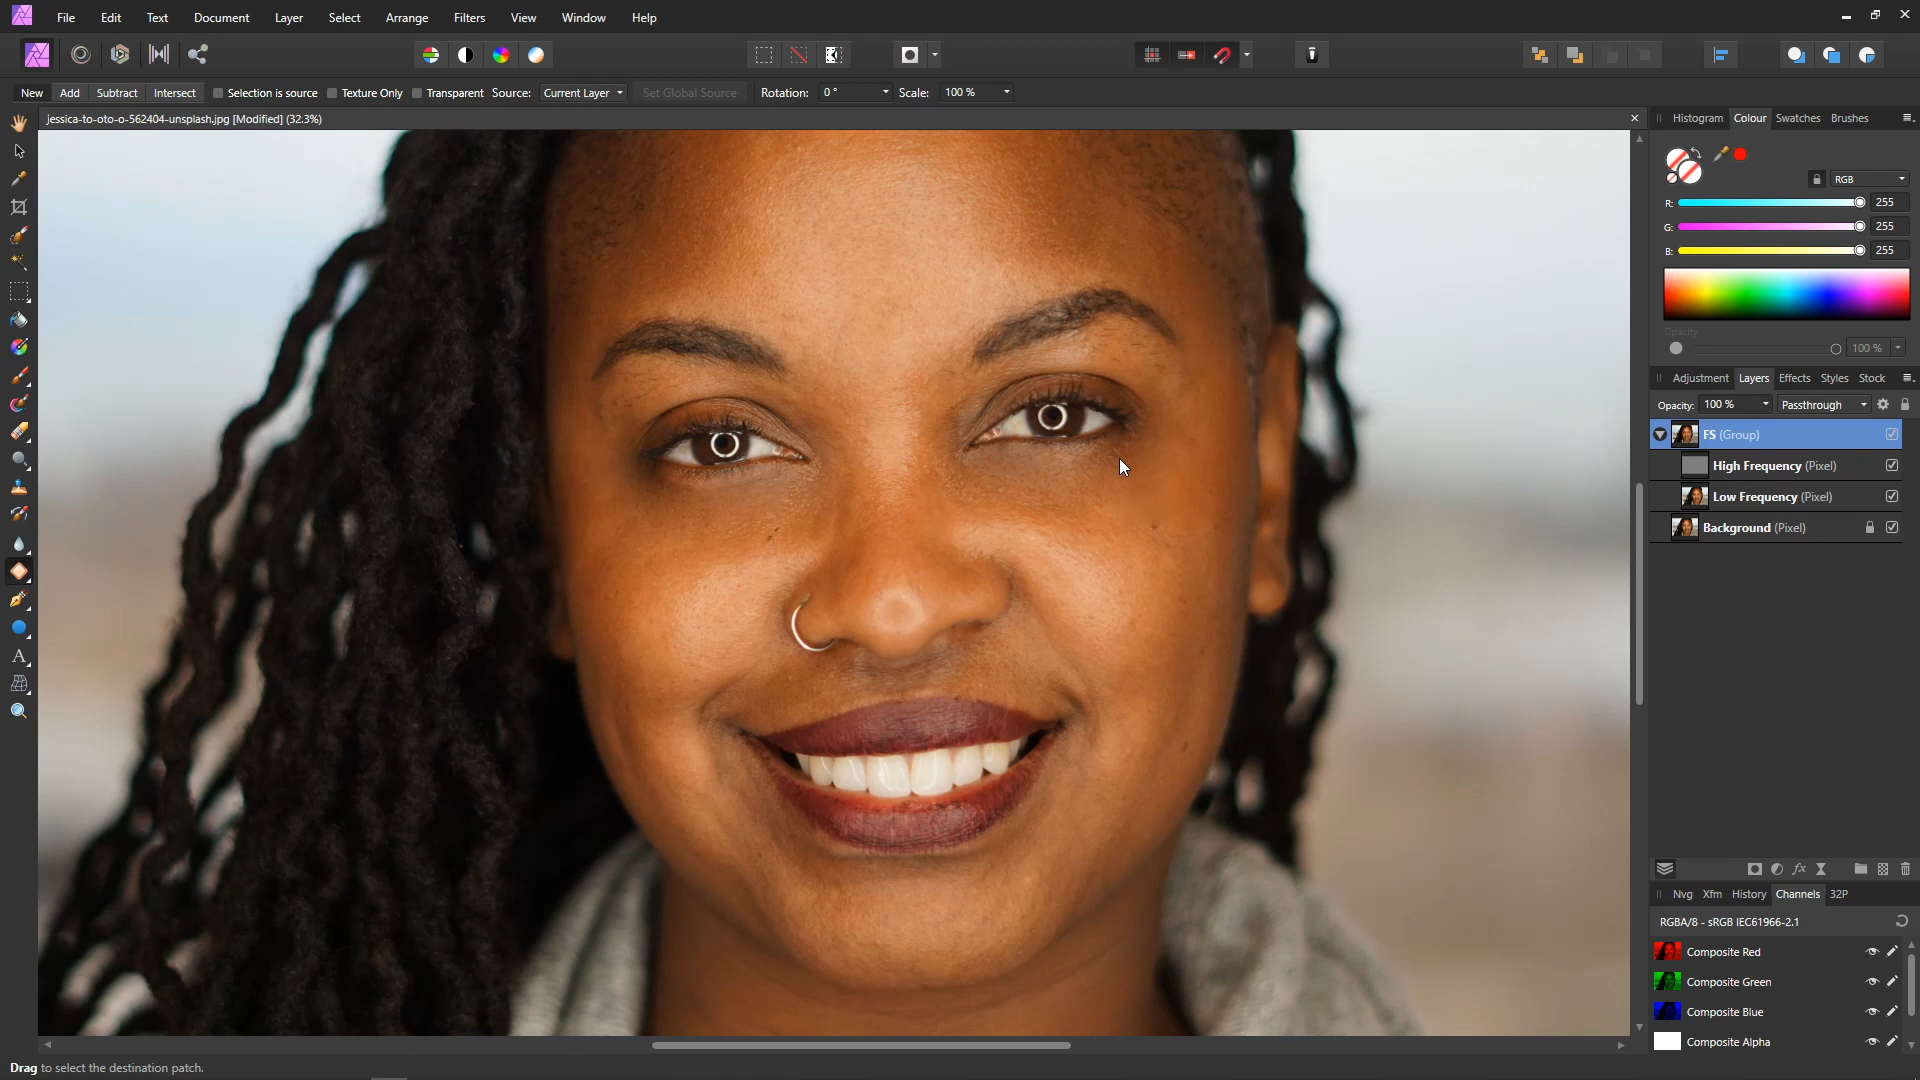 File Edit Text Document Layer Select Arrange Filters View Window Help
New Add Subtract Intersect Selection is source Texture Only Transparent Source: Current Layer Set Global Source Rotation: 0 ° Scale: 100 %
jessica-to-oto-o-562404-unsplash.jpg [Modified] (32.3%)
Histogram Colour Swatches Brushes
RGB
R: 255
G: 255
B: 255
Opacity
100 %
Adjustment Layers Effects Styles Stock
Opacity: 100 % Passthrough
FS (Group)
High Frequency (Pixel)
Low Frequency (Pixel)
Background (Pixel)
fx
Nvg Xfm History Channels 32P
RGBA/8 - sRGB IEC61966-2.1
Composite Red
Composite Green
Composite Blue
Composite Alpha
A
Drag to select the destination patch.